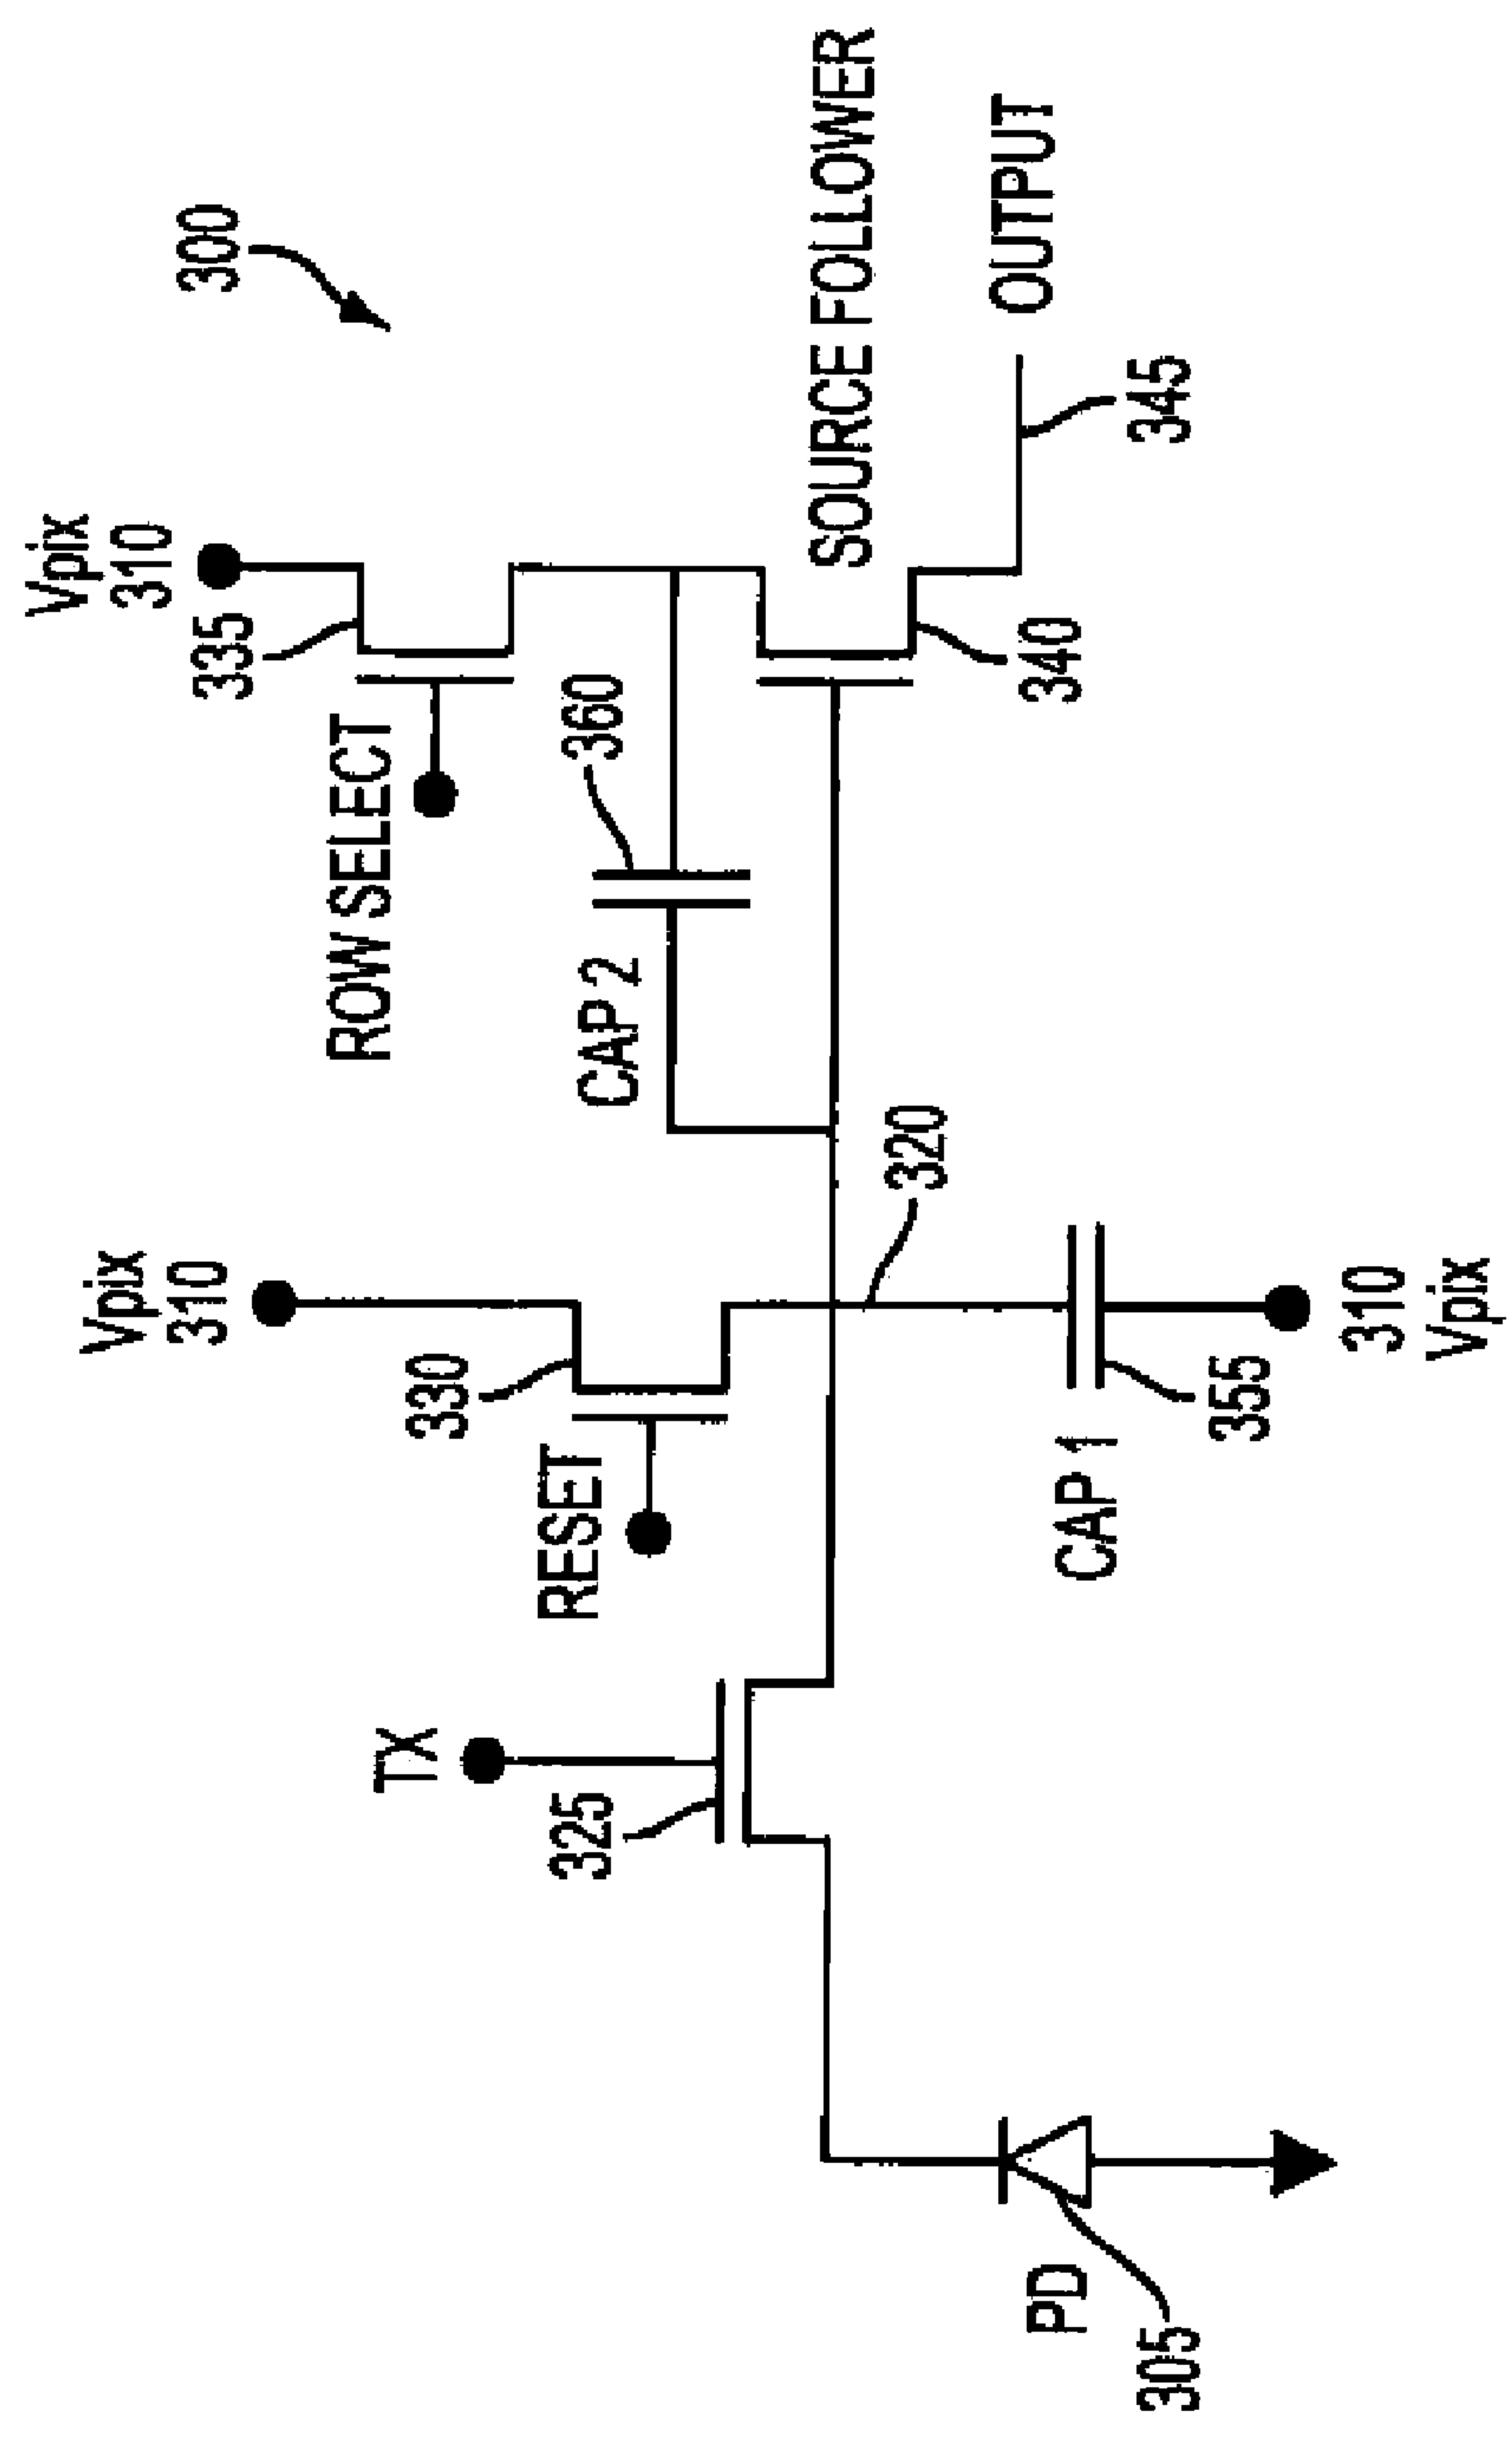 300
Vpix
310
335
ROW SELECT
360
CAP 2
SOURCE FOLLOWER
OUTPUT
345
340
Vpix
310
330
RESET
320
TX
325
CAP 1
355
310
Vpix
PD
305